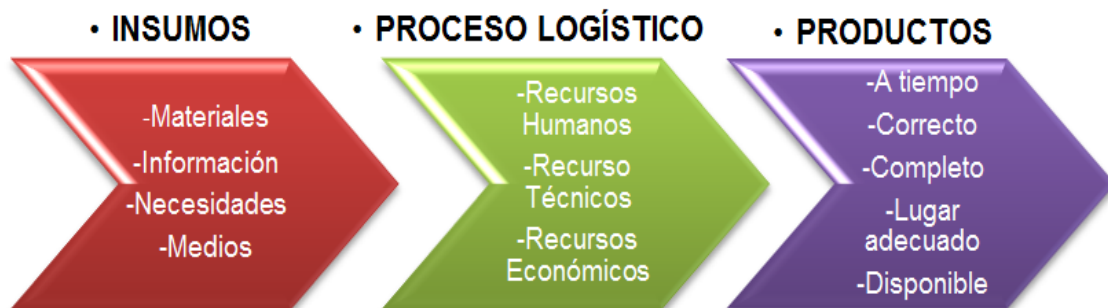 • INSUMOS
-Materiales
-Información
-Necesidades
-Medios
• PROCESO LOGÍSTICO
-Recursos
Humanos
-Recurso
Técnicos
-Recursos
Económicos
• PRODUCTOS
-A tiempo
-Correcto
-Completo
-Lugar
adecuado
-Disponible